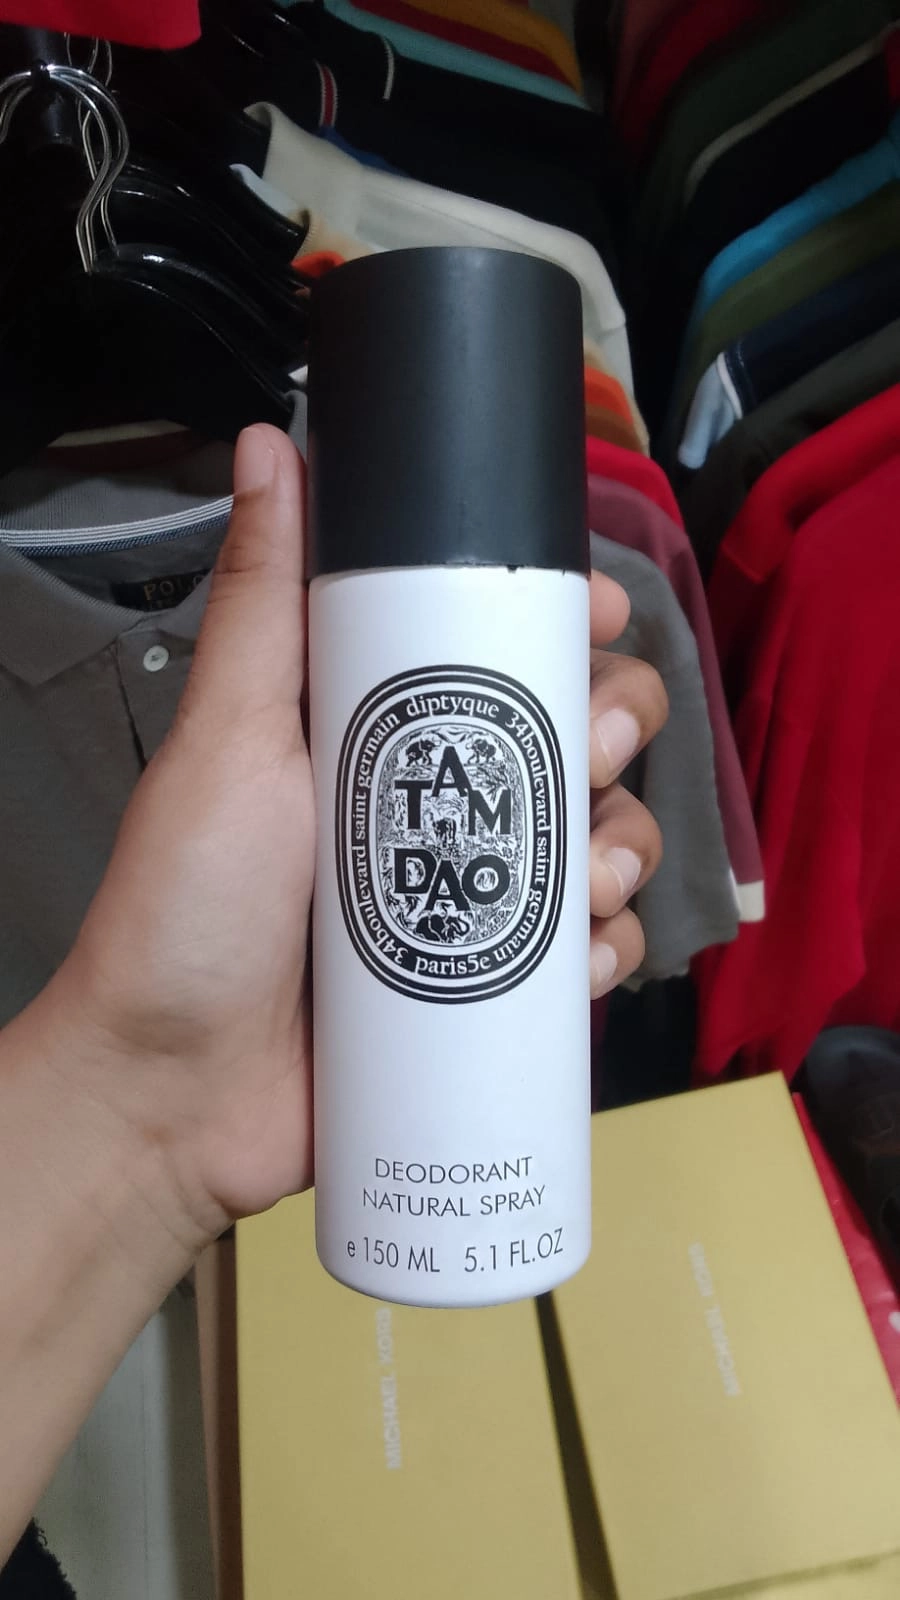 POLO
diptyque 34boulevard saint germain paris5e
34boulevard saint germain
TAM
DAO
DEODORANT
NATURAL SPRAY
e 150 ML 5.1 FL.OZ
MICHAEL KORS
MICHAEL KORS